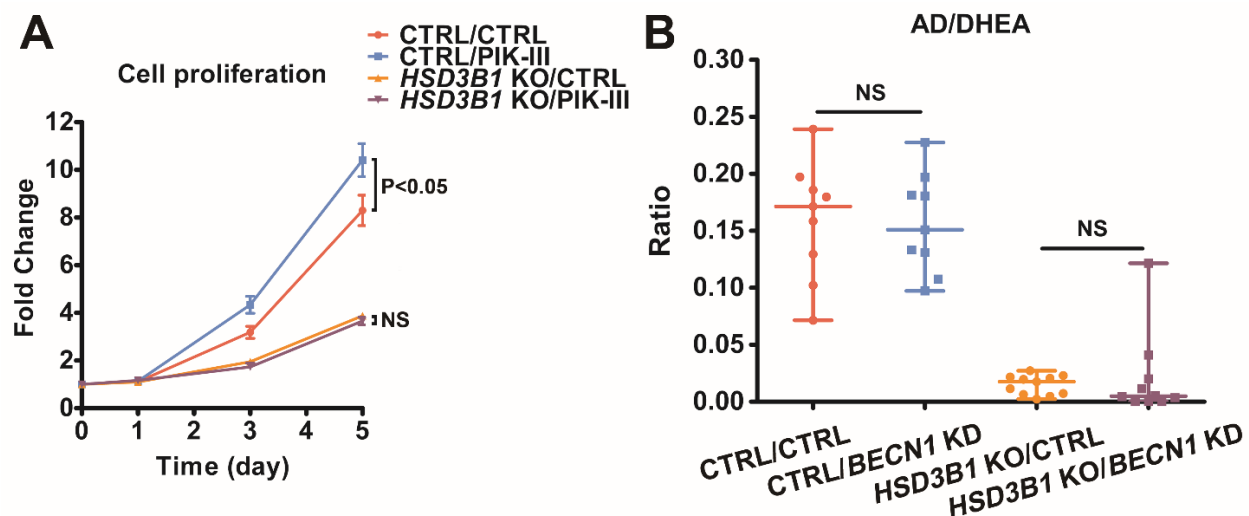 A
Cell proliferation
CTRL/CTRL
CTRL/PIK-III
HSD3B1 KO/CTRL
HSD3B1 KO/PIK-III
Fold Change
12
10
8
6
4
2
0
P<0.05
NS
0
1
2
3
4
5
Time (day)
B
AD/DHEA
Ratio
0.30
0.25
0.20
0.15
0.10
0.05
0.00
NS
NS
CTRL/CTRL
CTRL/BECN1 KD
HSD3B1 KO/CTRL
HSD3B1 KO/BECN1 KD